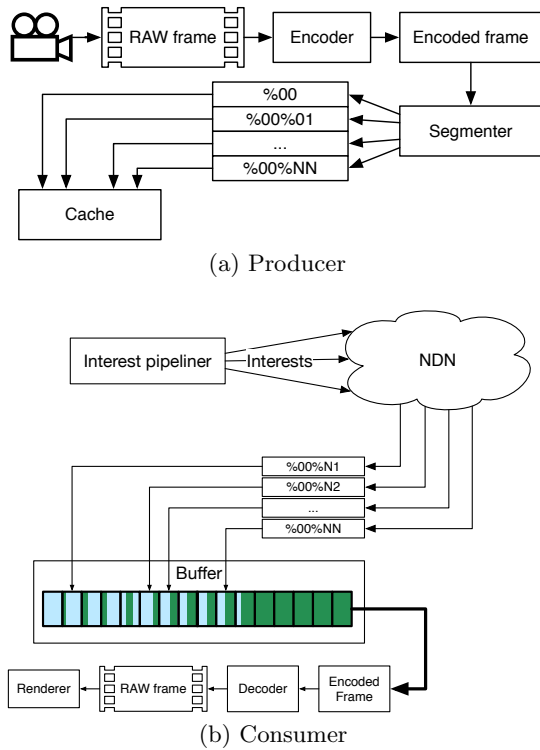 RAW frame
Encoder
Encoded frame
%00
%00%01
...
%00%NN
Segmenter
Cache
(a) Producer
Interest pipeliner
Interests
NDN
%00%N1
%00%N2
...
%00%NN
Buffer
Renderer
RAW frame
Decoder
Encoded
Frame
(b) Consumer